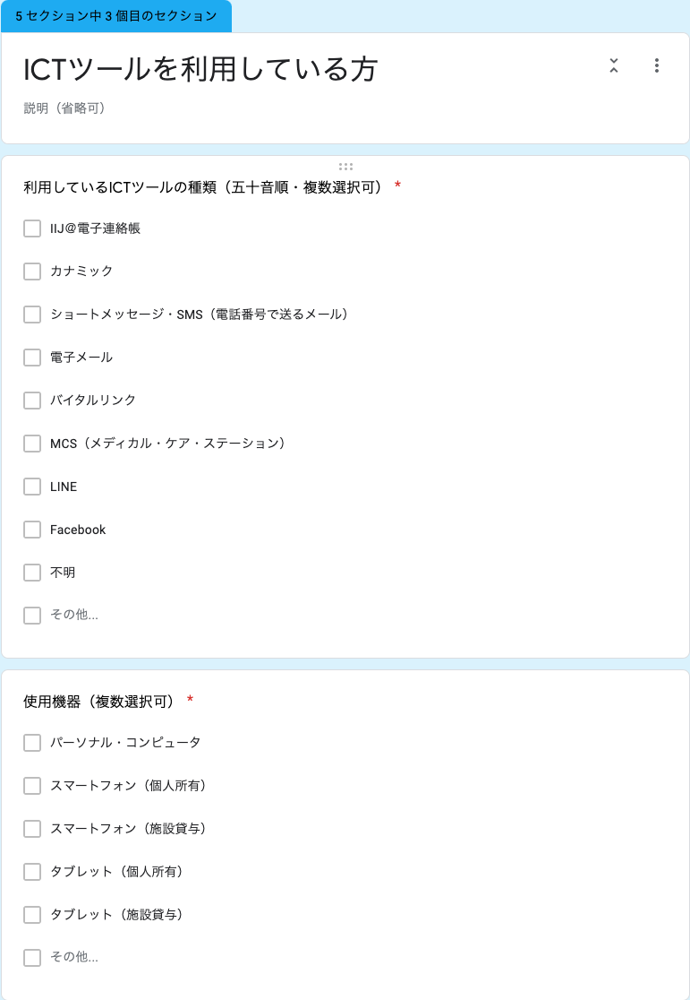 5 セクション中 3 個目のセクション
ICTツールを利用している方
説明（省略可）
利用しているICTツールの種類（五十音順・複数選択可） *
IIJ＠電子連絡帳
カナミック
ショートメッセージ・SMS（電話番号で送るメール）
電子メール
バイタルリンク
MCS（メディカル・ケア・ステーション）
LINE
Facebook
不明
その他...
使用機器（複数選択可） *
パーソナル・コンピュータ
スマートフォン（個人所有）
スマートフォン（施設貸与）
タブレット（個人所有）
タブレット（施設貸与）
その他...